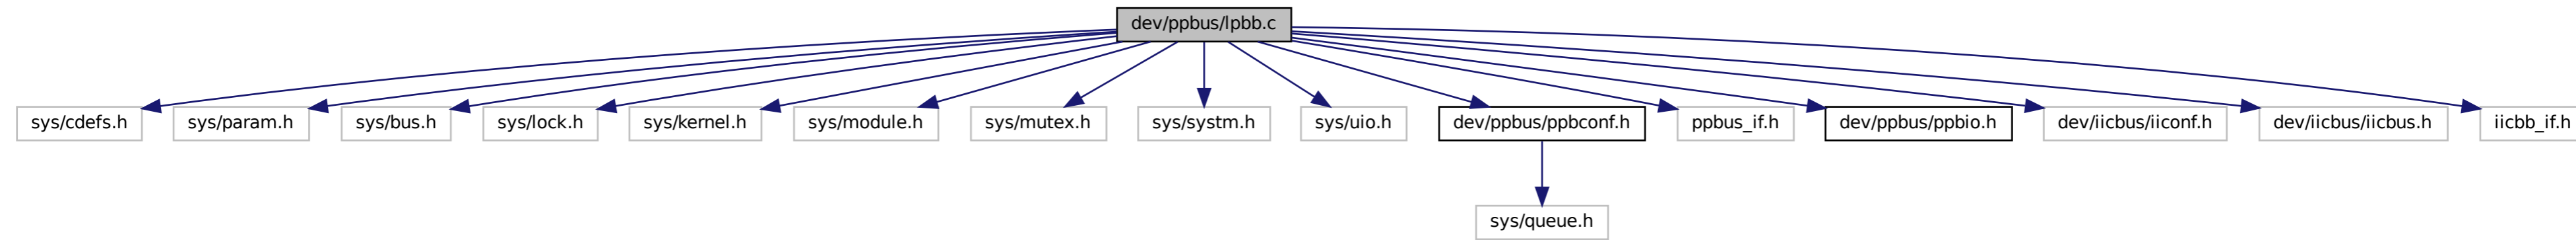 dev/ppbus/lpbb.c
sys/cdefs.h
sys/param.h
sys/bus.h
sys/lock.h
sys/kernel.h
sys/module.h
sys/mutex.h
sys/systm.h
sys/uio.h
dev/ppbus/ppbconf.h
ppbus_if.h
dev/ppbus/ppbio.h
dev/iicbus/iiconf.h
dev/iicbus/iicbus.h
iicbb_if.h
sys/queue.h